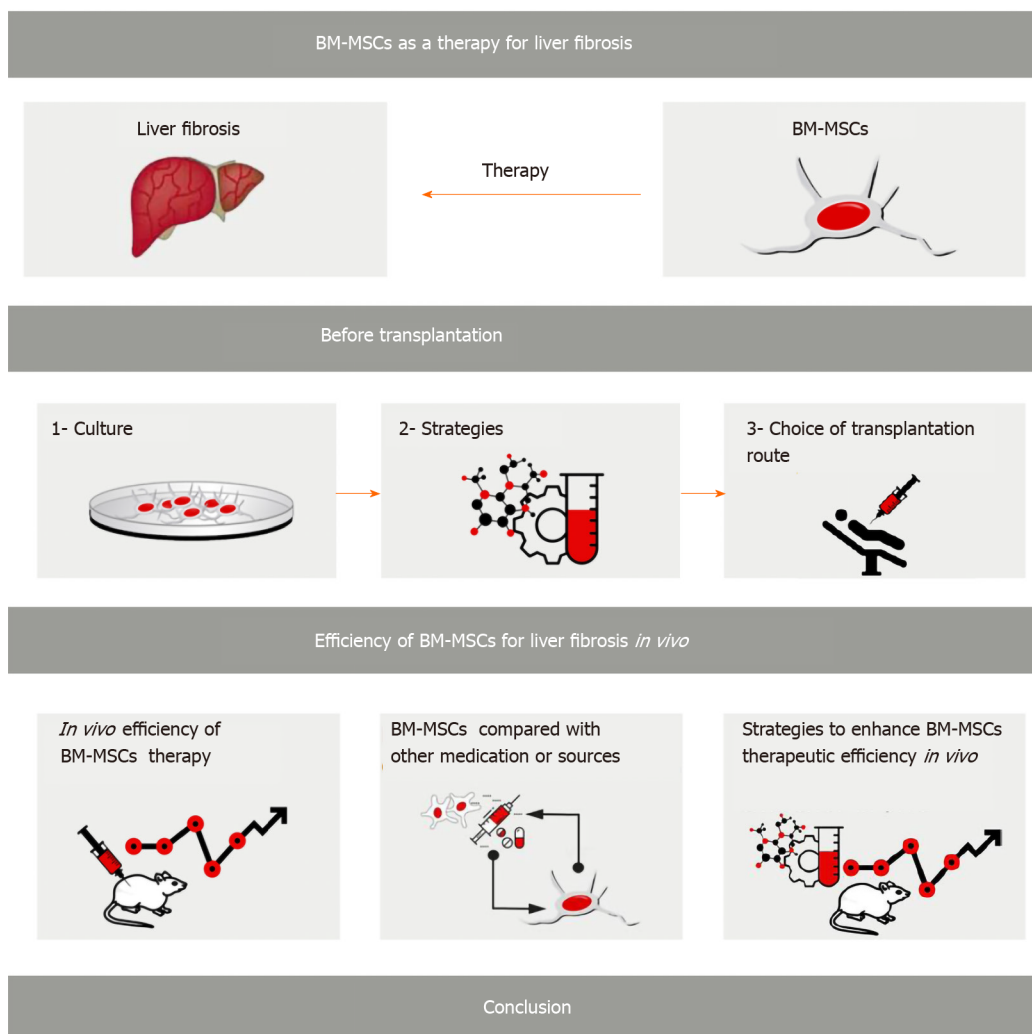 BM-MSCs as a therapy for liver fibrosis
Liver fibrosis
Therapy
BM-MSCs
Before transplantation
1- Culture
2- Strategies
3- Choice of transplantation
route
Efficiency of BM-MSCs for liver fibrosis in vivo
In vivo efficiency of
BM-MSCs therapy
BM-MSCs compared with
other medication or sources
Strategies to enhance BM-MSCs
therapeutic efficiency in vivo
Conclusion